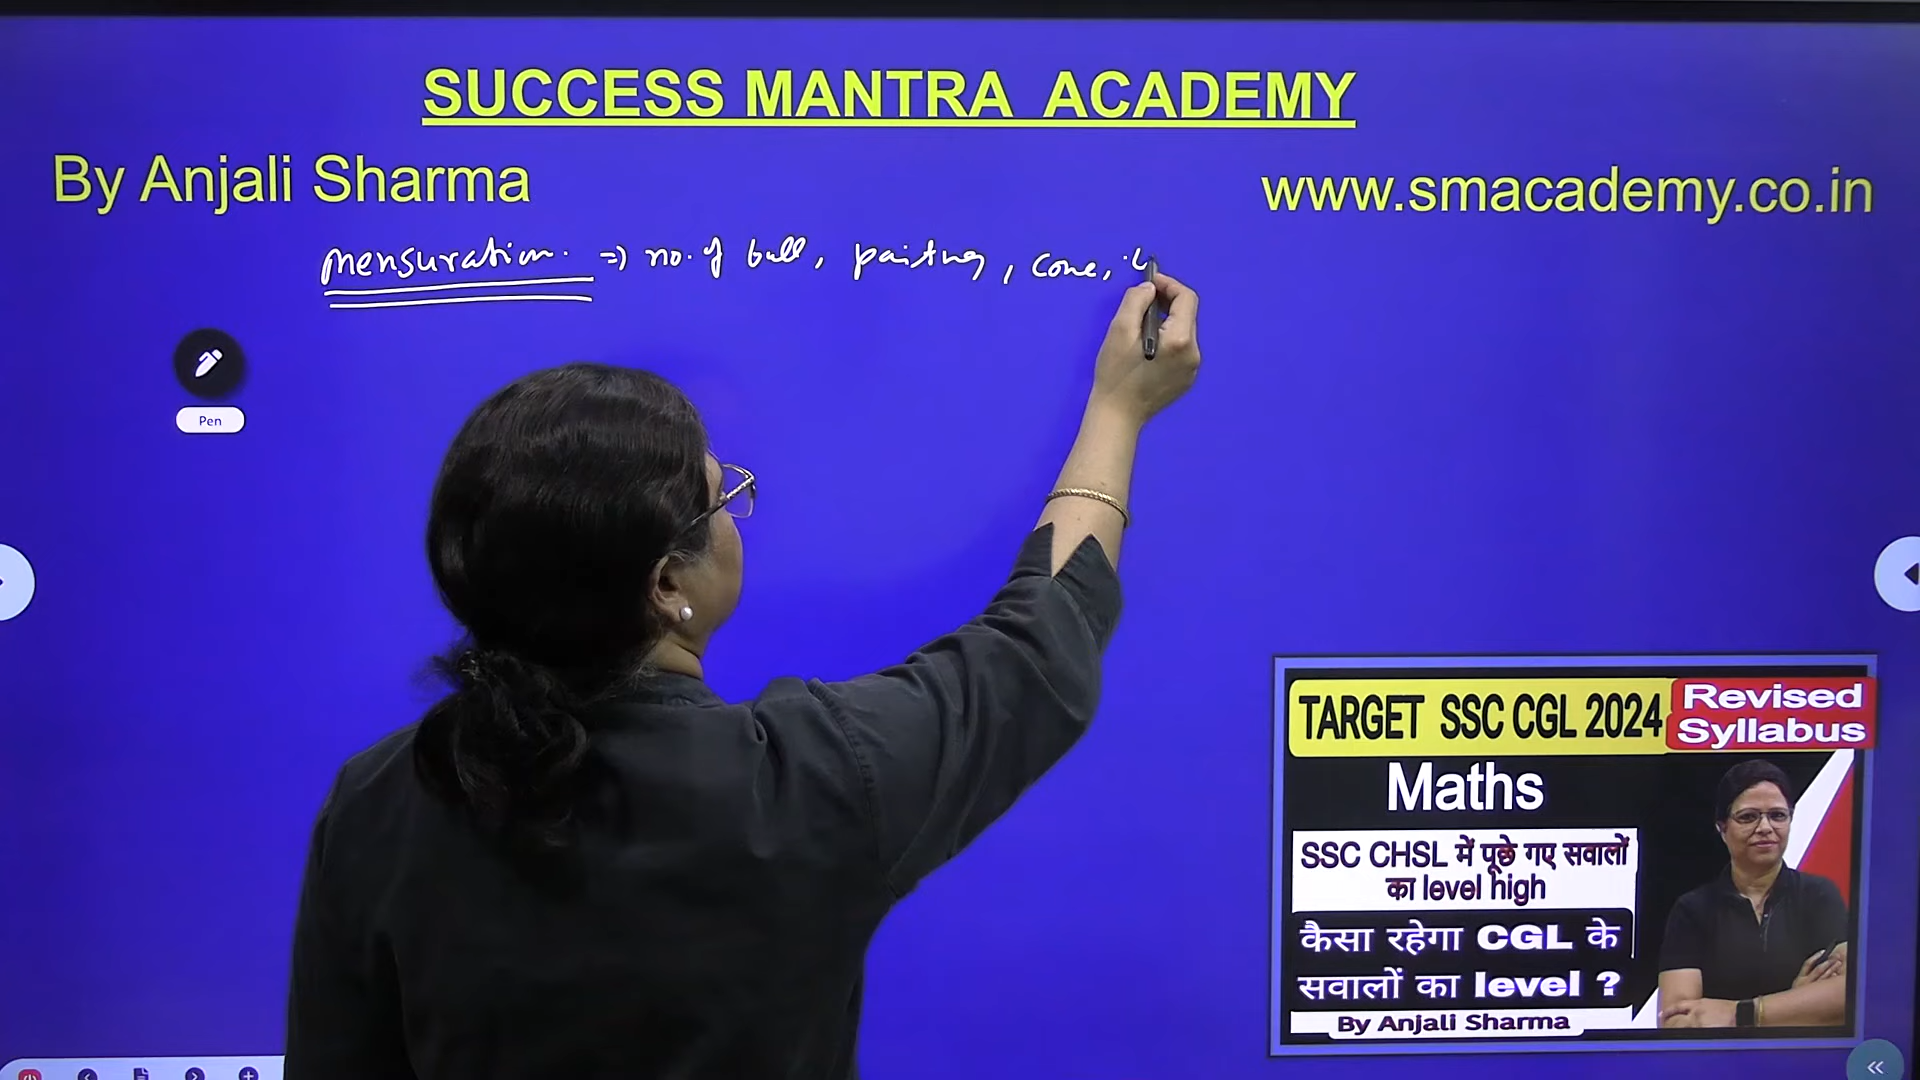 SUCCESS MANTRA ACADEMY
By Anjali Sharma
www.smacademy.co.in
Mensuration. => no. of ball, painting, cone,
Pen
TARGET SSC CGL 2024
Revised
Syllabus
Maths
SSC CHSL में पूछे गए सवालों
का level high
कैसा रहेगा CGL के
सवालों का level ?
By Anjali Sharma